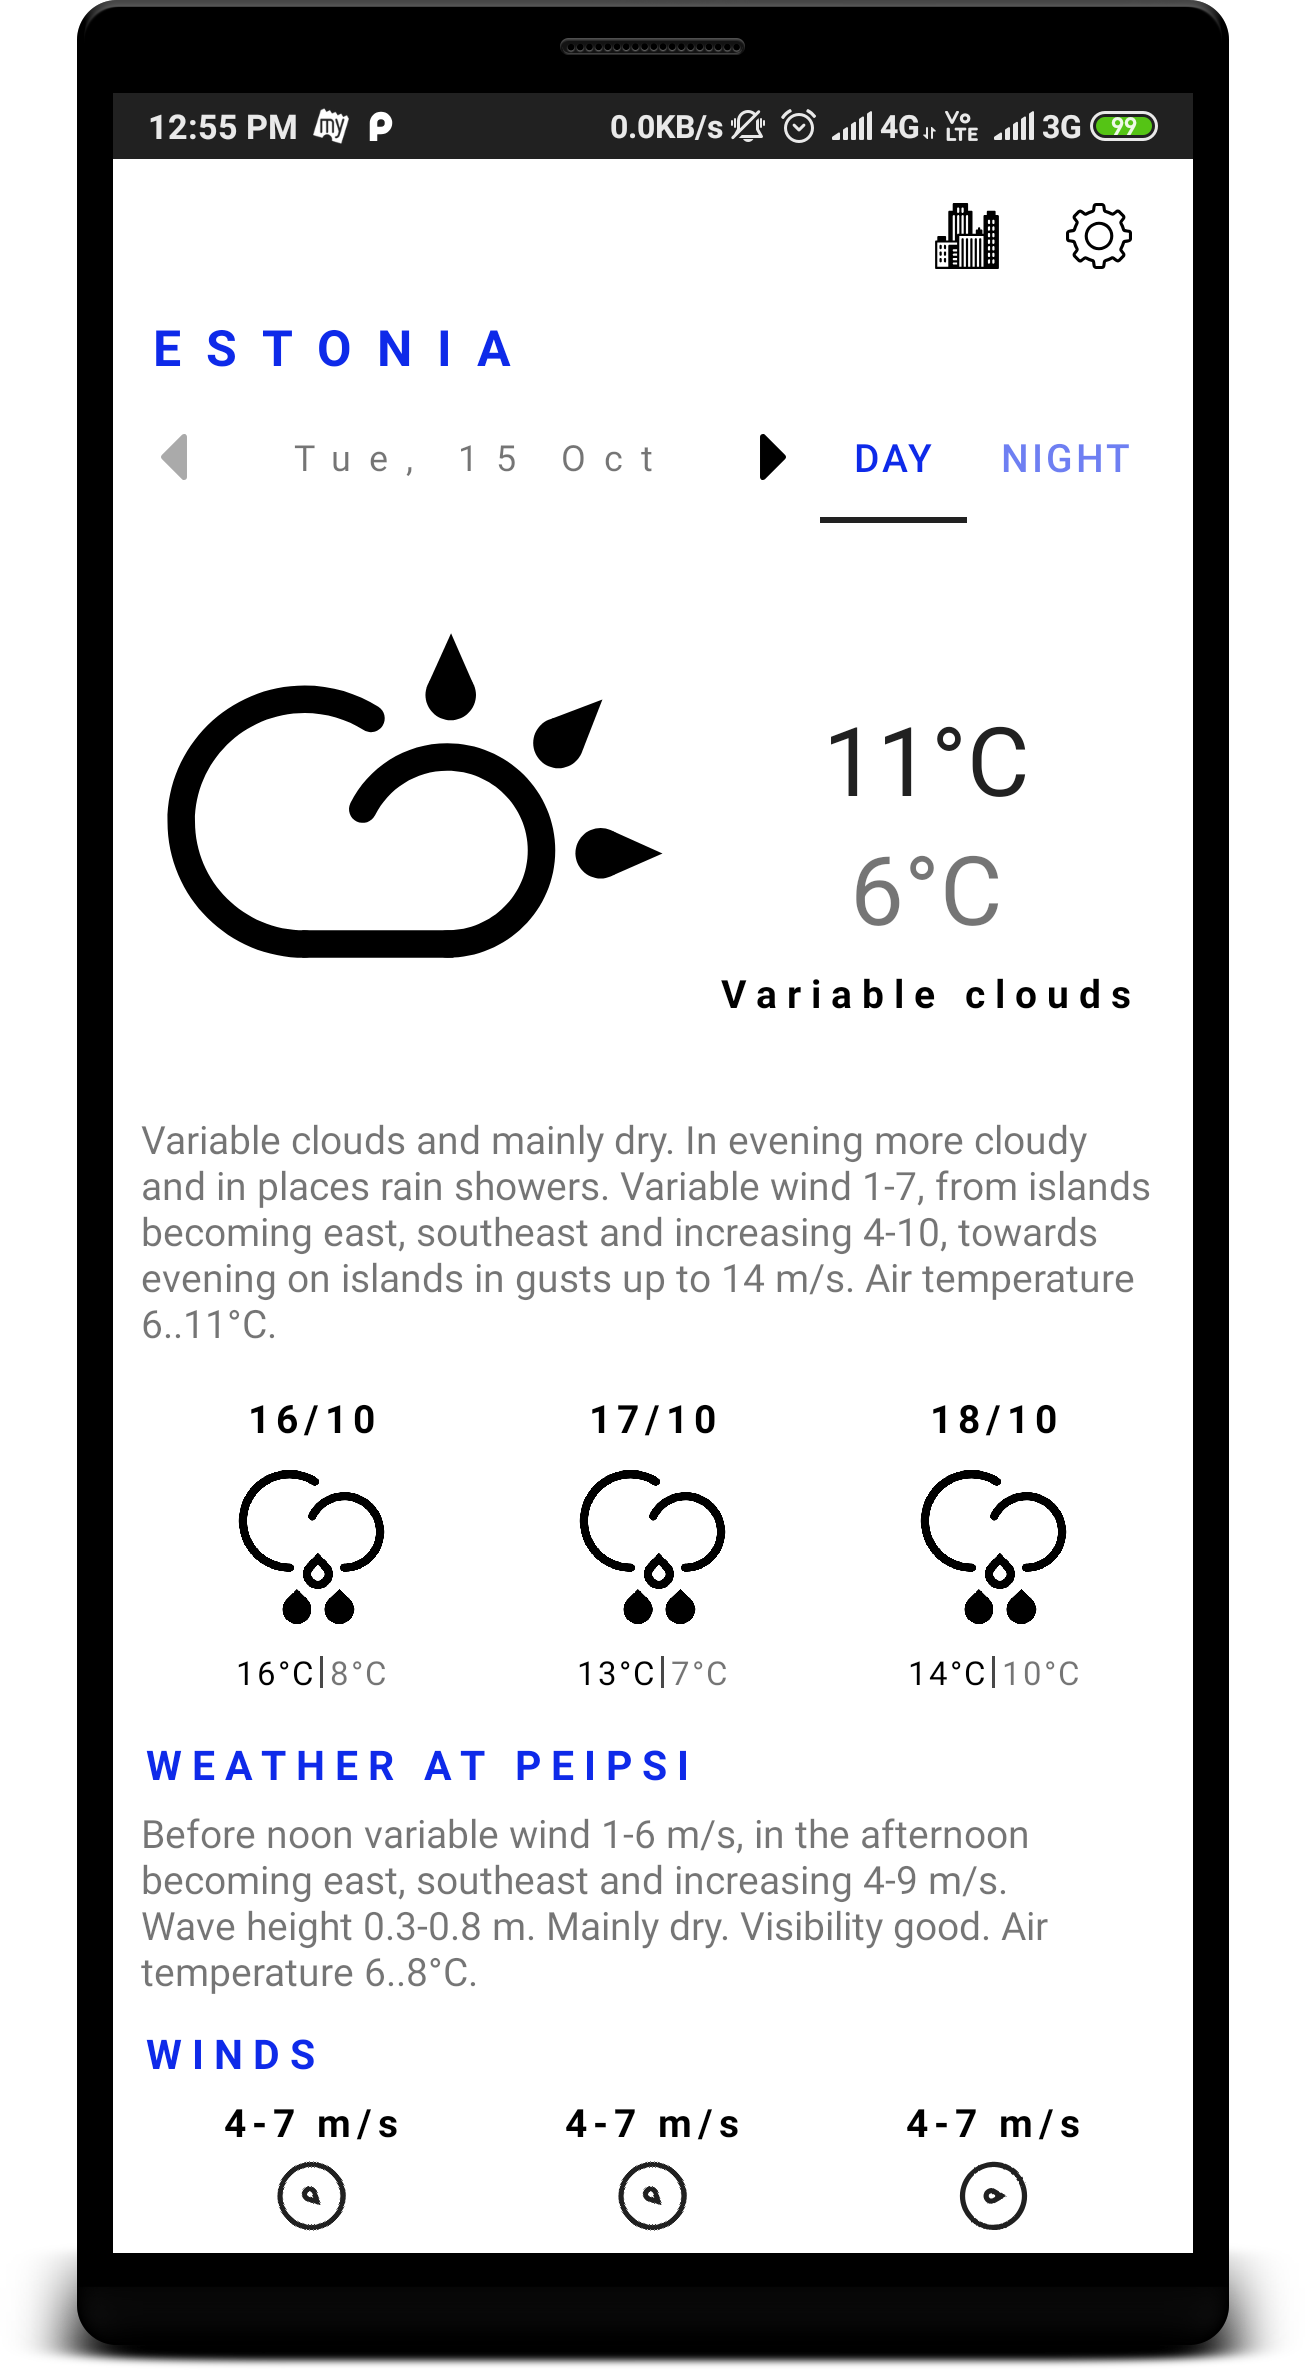 12:55 PM my P 0.0KB/s 4G Vo LTE 3G 99
ESTONIA
Tue, 15 Oct DAY NIGHT
11°C
6°C
Variable clouds
Variable clouds and mainly dry. In evening more cloudy
and in places rain showers. Variable wind 1-7, from islands
becoming east, southeast and increasing 4-10, towards
evening on islands in gusts up to 14 m/s. Air temperature
6..11°C.
16/10 17/10 18/10
16°C|8°C 13°C|7°C 14°C|10°C
WEATHER AT PEIPSI
Before noon variable wind 1-6 m/s, in the afternoon
becoming east, southeast and increasing 4-9 m/s.
Wave height 0.3-0.8 m. Mainly dry. Visibility good. Air
temperature 6..8°C.
WINDS
4-7 m/s 4-7 m/s 4-7 m/s